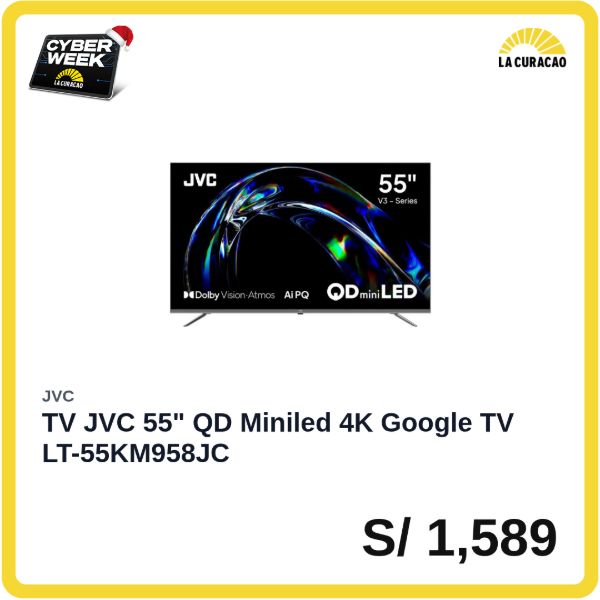 CYBER
WEEK
LA CURACAO
LA CURACAO
JVC
55"
V3 – Series
Dolby Vision·Atmos
Ai PQ
QD mini LED
JVC
TV JVC 55" QD Miniled 4K Google TV
LT-55KM958JC
S/ 1,589